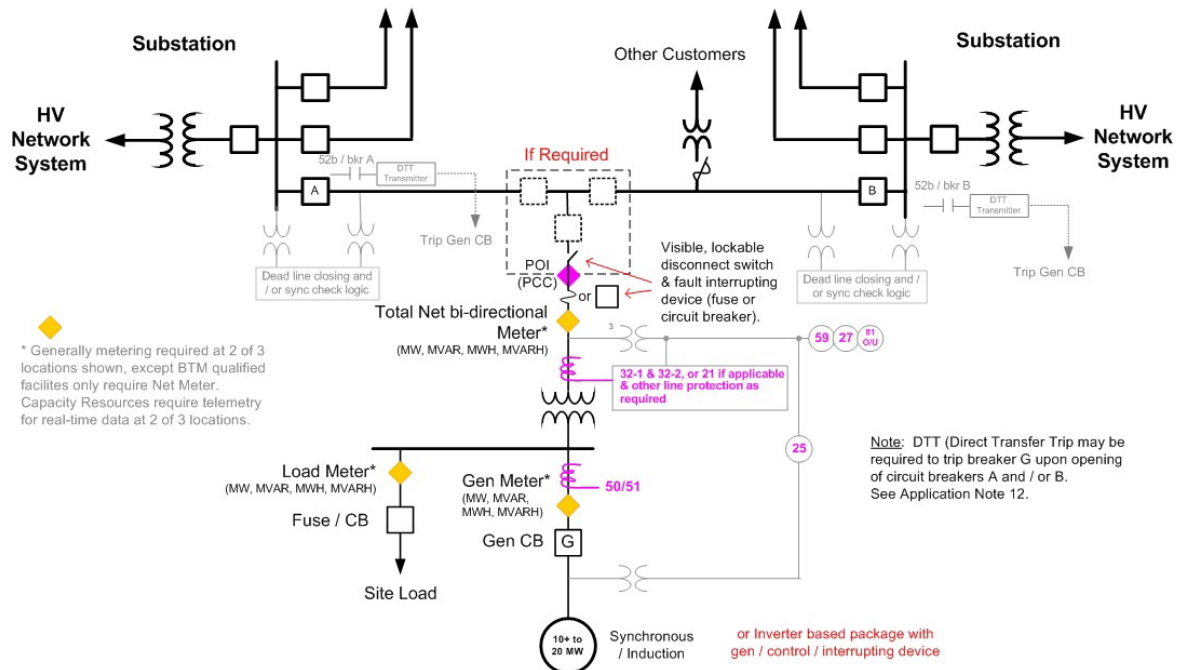 Substation
Substation
Other Customers
HV
Network
System
HV
Network
System
If Required
52b / bkr A
DTT
Transmitter
A
B
52b / bkr B
DTT
Transmitter
Trip Gen CB
Trip Gen CB
Dead line closing and
/ or sync check logic
Dead line closing and /
or sync check logic
POI
(PCC)
Visible, lockable
disconnect switch
& fault interrupting
device (fuse or
circuit breaker).
or
Total Net bi-directional
Meter*
(MW, MVAR, MWH, MVARH)
3
59
27
81
O/U
* Generally metering required at 2 of 3
locations shown, except BTM qualified
facilites only require Net Meter.
Capacity Resources require telemetry
for real-time data at 2 of 3 locations.
32-1 & 32-2, or 21 if applicable
& other line protection as
required
25
Note: DTT (Direct Transfer Trip may be
required to trip breaker G upon opening
of circuit breakers A and / or B.
See Application Note 12.
Load Meter*
(MW, MVAR, MWH, MVARH)
Gen Meter*
(MW, MVAR,
MWH, MVARH)
50/51
Fuse / CB
Gen CB
G
Site Load
10+ to
20 MW
Synchronous
/ Induction
or Inverter based package with
gen / control / interrupting device